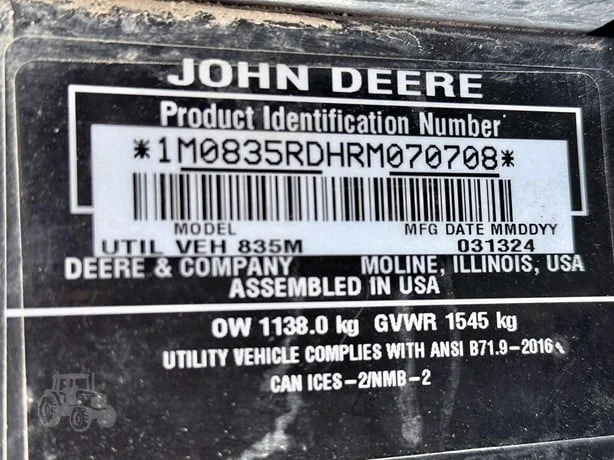 JOHN DEERE
Product Identification Number
*1M0835RDHRM070708*
MODEL MFG DATE MMDDYY
UTIL VEH 835M 031324
DEERE & COMPANY MOLINE, ILLINOIS, USA
ASSEMBLED IN USA
OW 1138.0 kg GVWR 1545 kg
UTILITY VEHICLE COMPLIES WITH ANSI B71.9-2016
CAN ICES-2/NMB-2